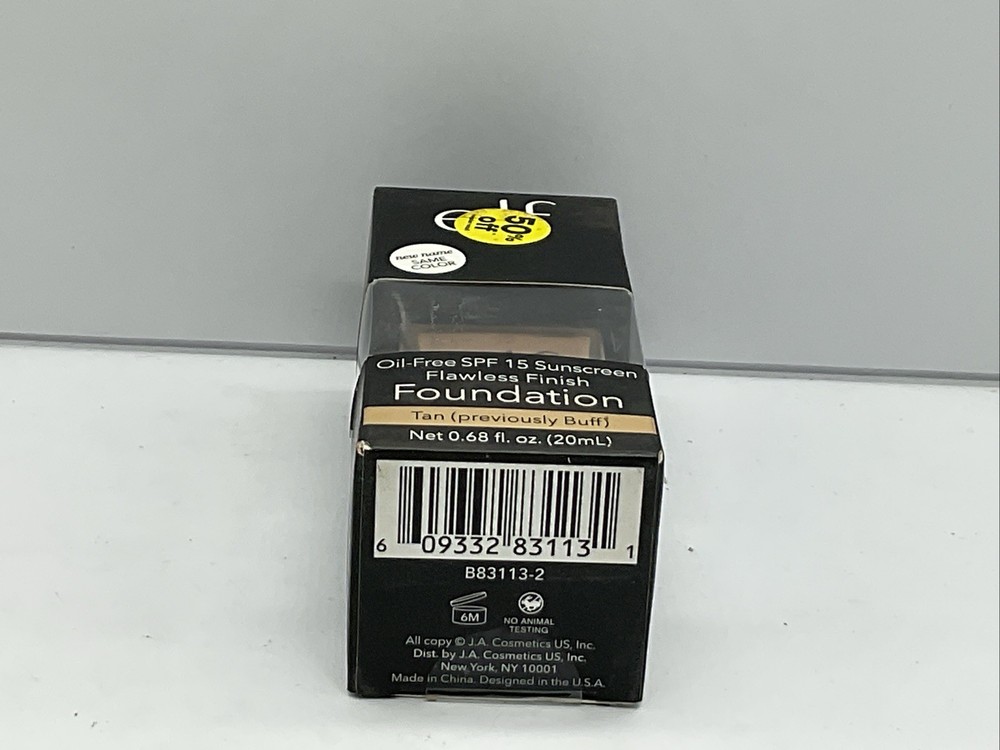 50%
off*
new name
SAME
COLOR
Oil-Free SPF 15 Sunscreen
Flawless Finish
Foundation
Tan (previously Buff)
Net 0.68 fl. oz. (20mL)
6 09332 83113 1
B83113-2
6M
NO ANIMAL
TESTING
All copy © J.A. Cosmetics US, Inc.
Dist. by J.A. Cosmetics US, Inc.
New York, NY 10001
Made in China. Designed in the U.S.A.